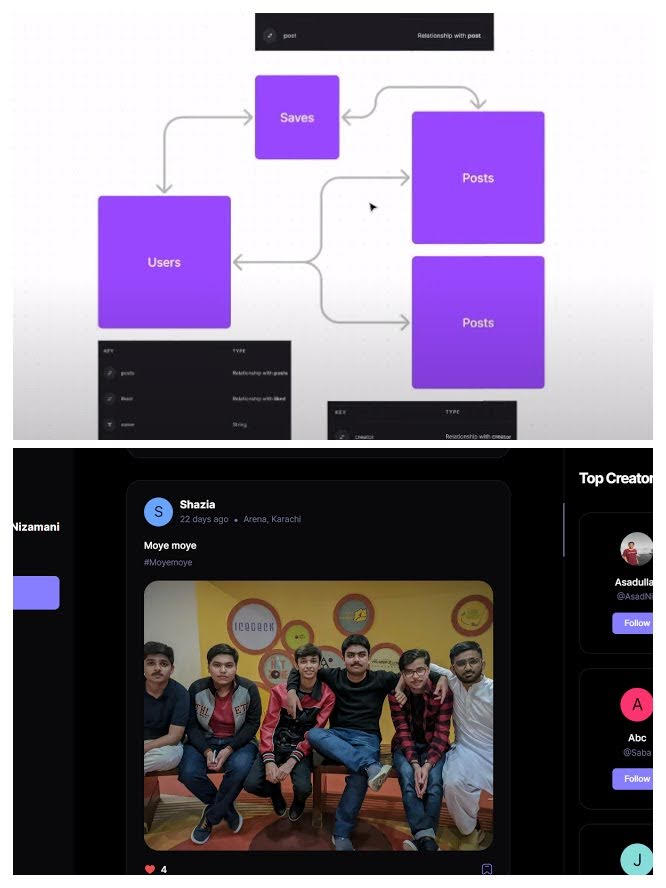 post Relationship with post
Saves
Posts
Users
Posts
KEY TYPE
posts Relationship with posts
liked Relationship with liked
name String
KEY TYPE
creator Relationship with creator
Top Creator
Shazia
22 days ago • Arena, Karachi
Nizamani
Moye moye
#Moyemoye
Asadulla
@AsadNi
Follow
A
Abc
@Saba
Follow
J
S
ICEDECK
4